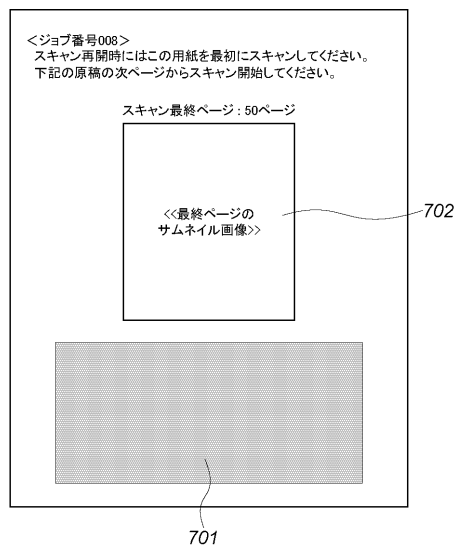 ＜ジョブ番号008＞
スキャン再開時にはこの用紙を最初にスキャンしてください。
下記の原稿の次ページからスキャン開始してください。
スキャン最終ページ：50ページ
<<最終ページの
サムネイル画像>>
702
701